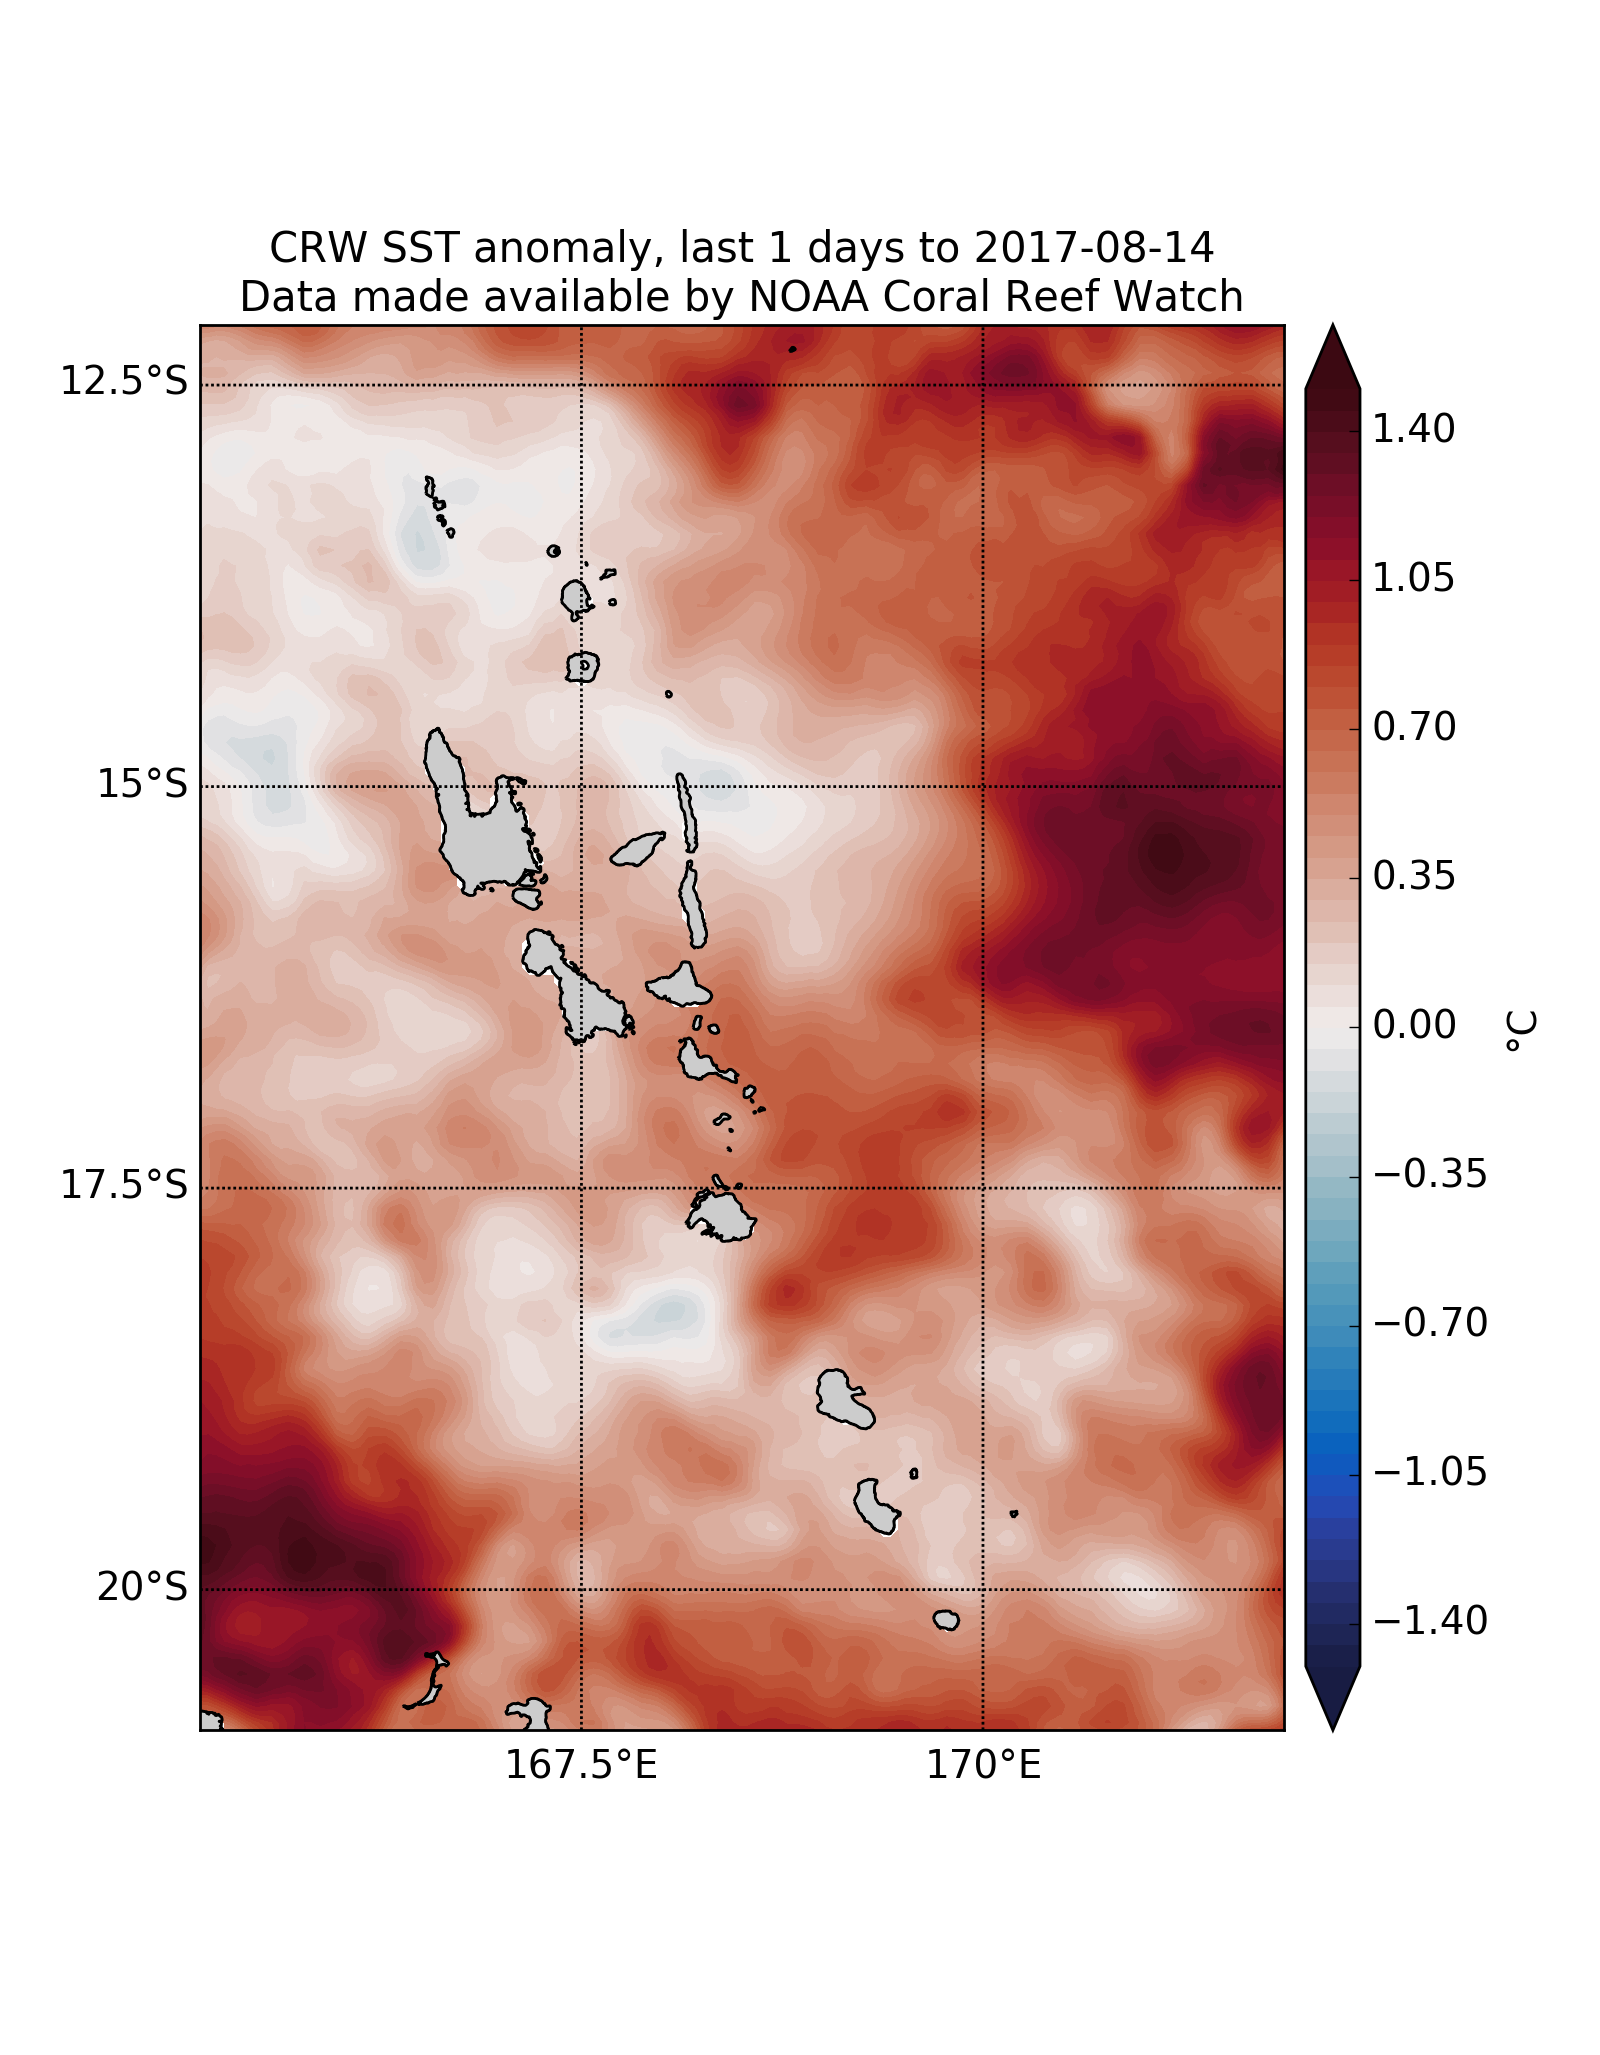 CRW SST anomaly, last 1 days to 2017-08-14
Data made available by NOAA Coral Reef Watch
12.5°S
15°S
17.5°S
20°S
167.5°E
170°E
1.40
1.05
0.70
0.35
0.00
−0.35
−0.70
−1.05
−1.40
°C